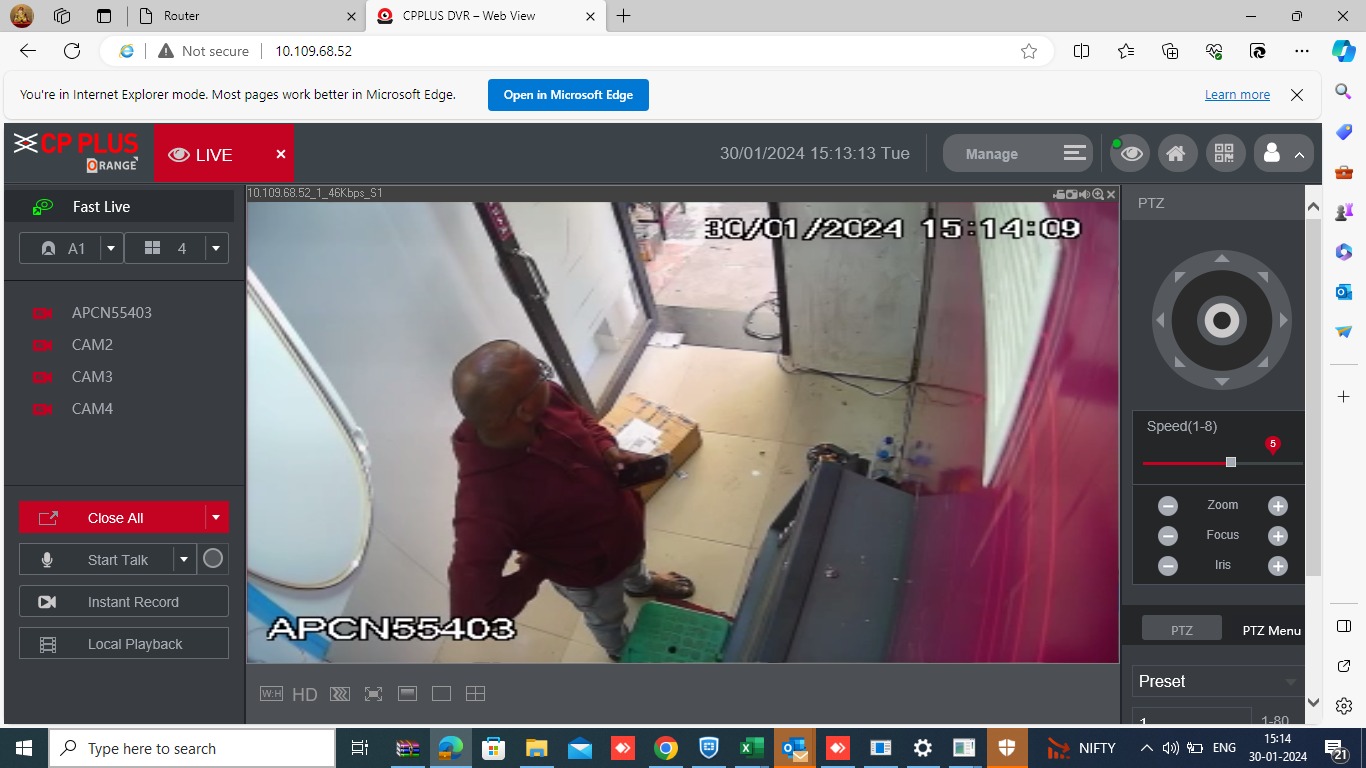 Router
CPPLUS DVR – Web View
Not secure
10.109.68.52
You're in Internet Explorer mode. Most pages work better in Microsoft Edge.
Open in Microsoft Edge
Learn more
CP PLUS
ORANGE
LIVE
30/01/2024 15:13:13 Tue
Manage
Fast Live
A1
4
APCN55403
CAM2
CAM3
CAM4
Close All
Start Talk
Instant Record
Local Playback
10.109.68.52_1_46Kbps_S1
30/01/2024 15:14:09
APCN55403
W:H
HD
PTZ
Speed(1-8)
5
Zoom
Focus
Iris
PTZ
PTZ Menu
Preset
1
1-80
Type here to search
NIFTY
ENG
15:14
30-01-2024
21